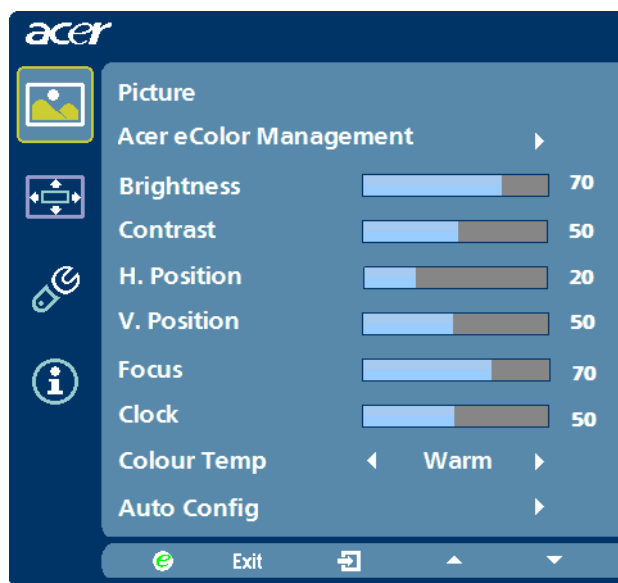 acer
Picture
Acer eColor Management
Brightness 70
Contrast 50
H. Position 20
V. Position 50
Focus 70
Clock 50
Colour Temp Warm
Auto Config
e Exit